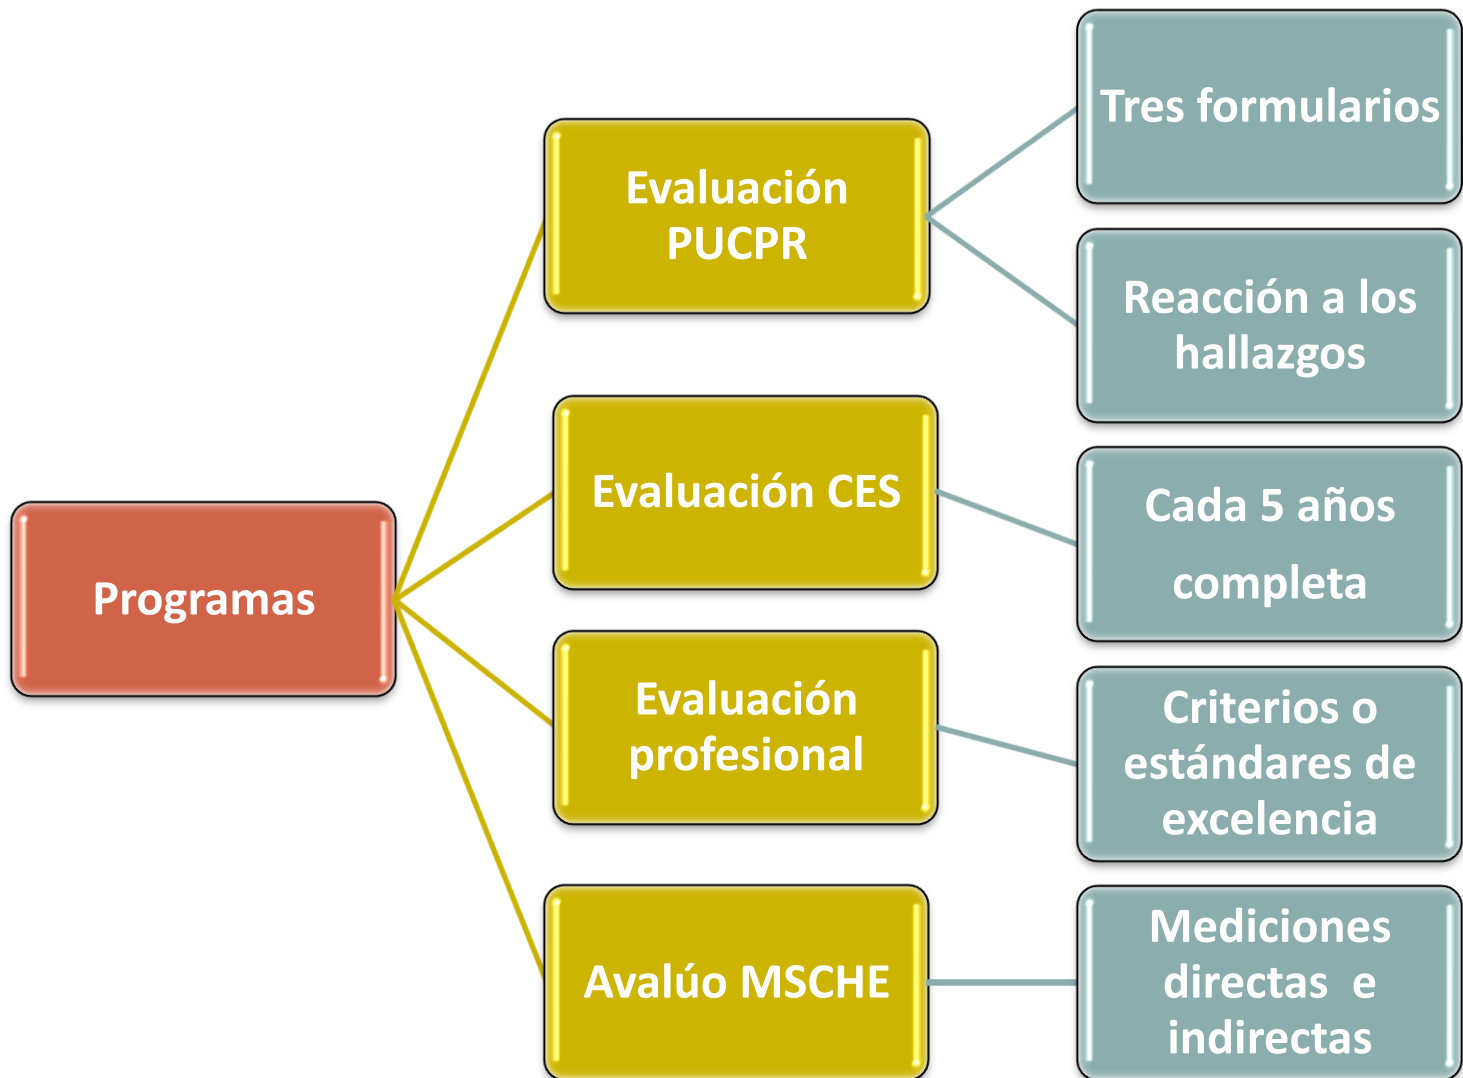 Programas
Evaluación
PUCPR
Tres formularios
Reacción a los
hallazgos
Evaluación CES
Cada 5 años
completa
Evaluación
profesional
Criterios o
estándares de
excelencia
Avalúo MSCHE
Mediciones
directas  e
indirectas